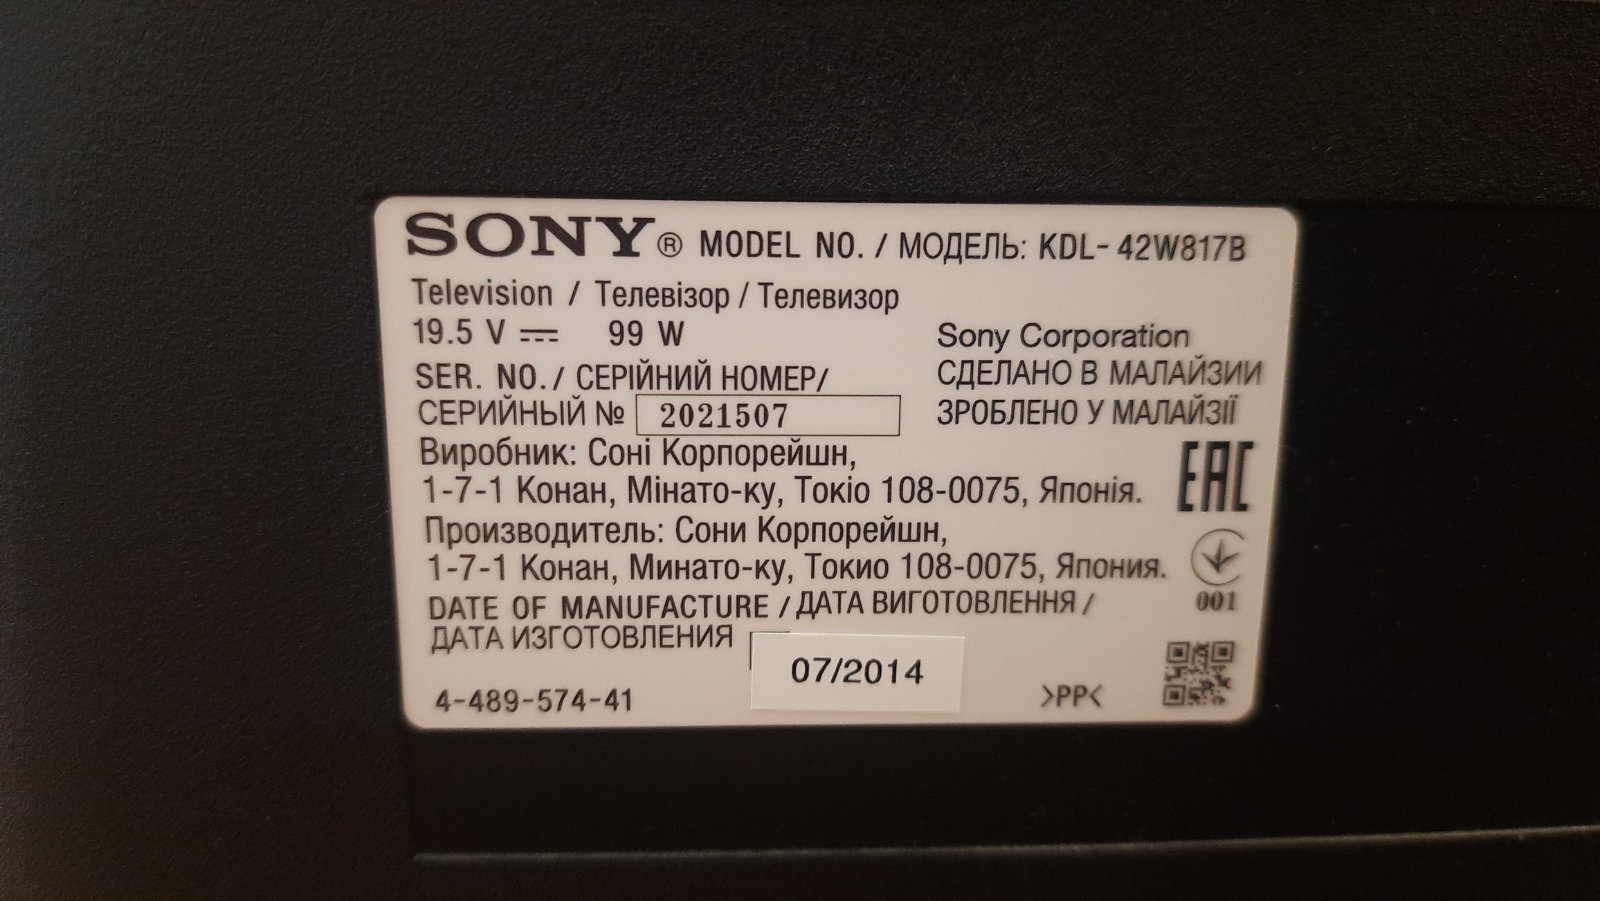 SONY® MODEL NO. / МОДЕЛЬ: KDL- 42W817B
Television / Телевізор / Телевизор
19.5 V ⎓ 99 W
Sony Corporation
SER. NO. / СЕРІЙНИЙ НОМЕР/
СДЕЛАНО В МАЛАЙЗИИ
СЕРИЙНЫЙ № 2021507
ЗРОБЛЕНО У МАЛАЙЗІЇ
Виробник: Соні Корпорейшн,
1-7-1 Конан, Мінато-ку, Токіо 108-0075, Японія.
EAC
Производитель: Сони Корпорейшн,
1-7-1 Конан, Минато-ку, Токио 108-0075, Япония.
001
DATE OF MANUFACTURE / ДАТА ВИГОТОВЛЕННЯ /
ДАТА ИЗГОТОВЛЕНИЯ
07/2014
4-489-574-41
>PP<